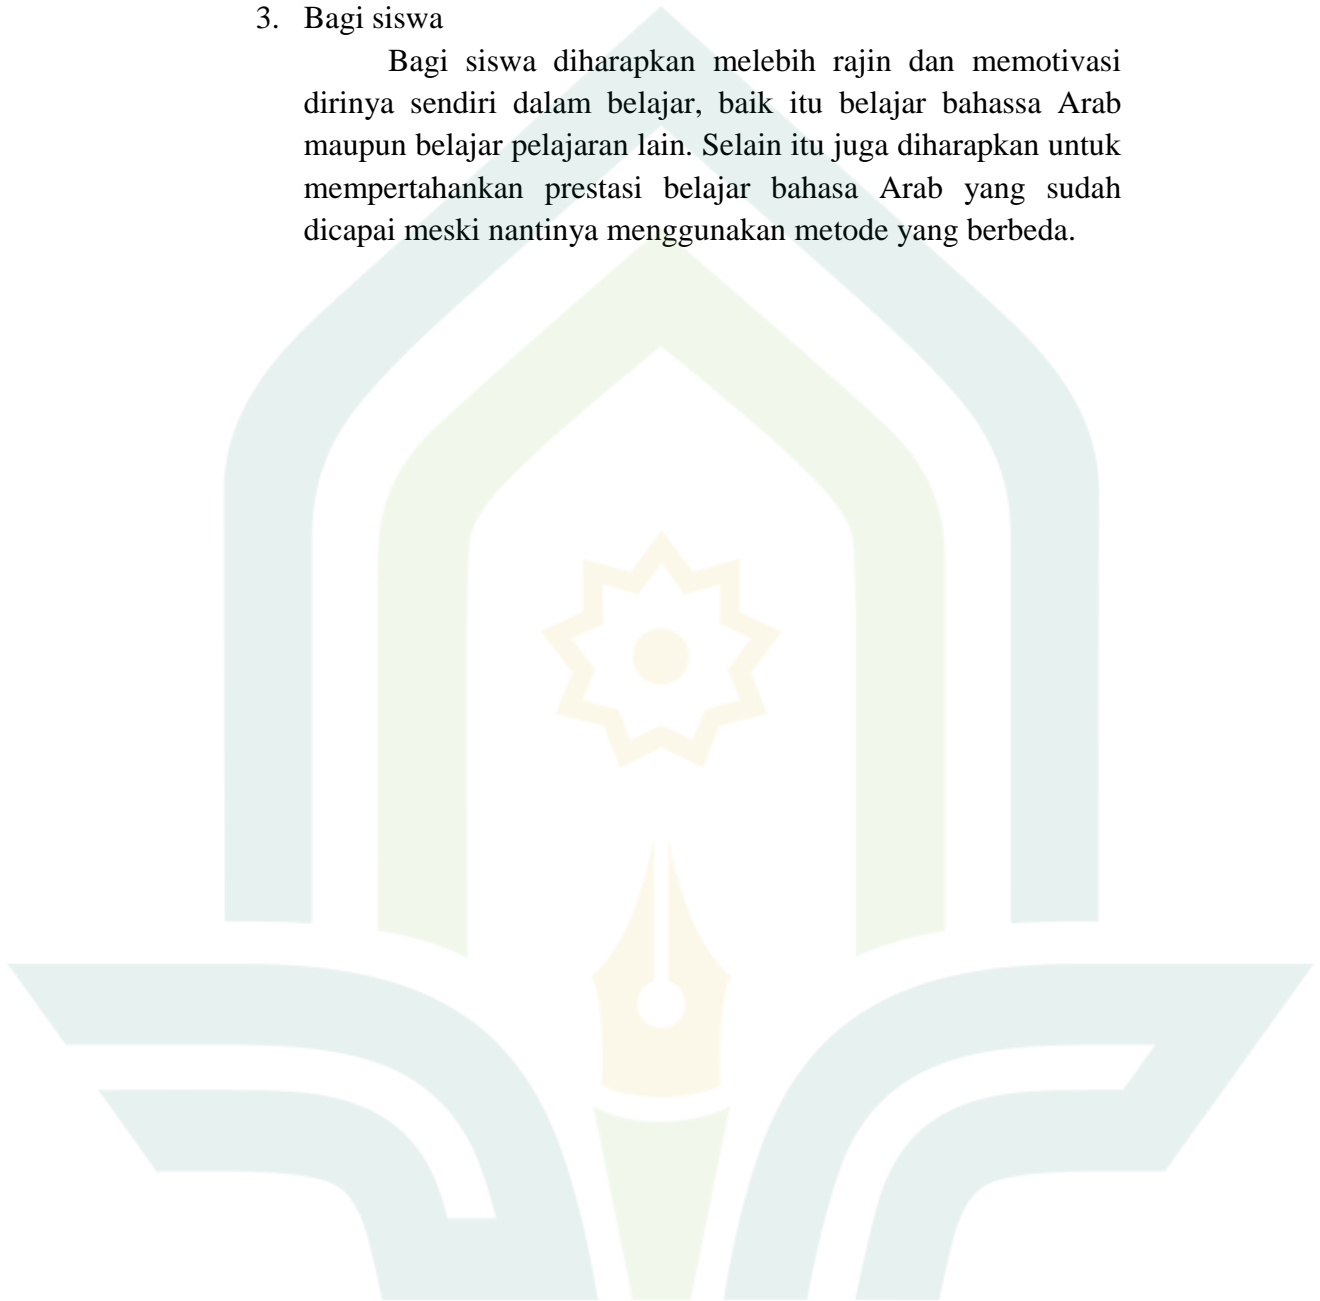 3. Bagi siswa
Bagi siswa diharapkan melebih rajin dan memotivasi
dirinya sendiri dalam belajar, baik itu belajar bahassa Arab
maupun belajar pelajaran lain. Selain itu juga diharapkan untuk
mempertahankan prestasi belajar bahasa Arab yang sudah
dicapai meski nantinya menggunakan metode yang berbeda.